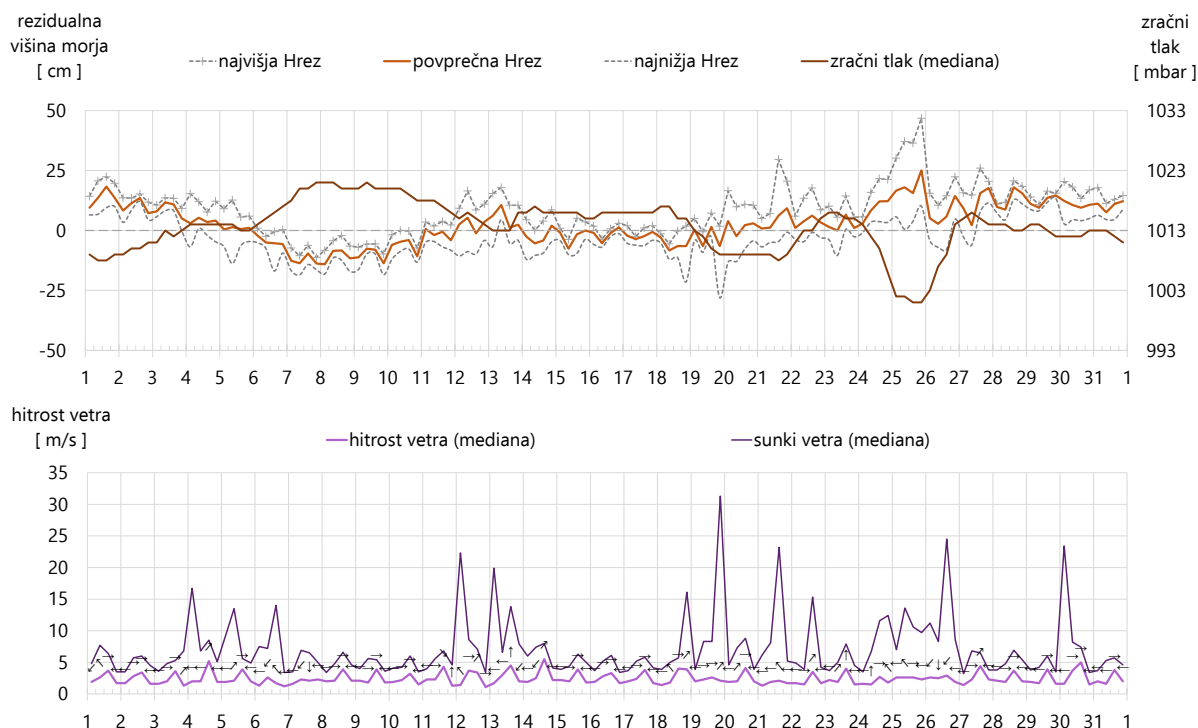 rezidualna
višina morja
[ cm ]
zračni
tlak
[ mbar ]
najvišja Hrez povprečna Hrez najnižja Hrez zračni tlak (mediana)
50 1033
25 1023
0 1013
-25 1003
-50 993
1 2 3 4 5 6 7 8 9 10 11 12 13 14 15 16 17 18 19 20 21 22 23 24 25 26 27 28 29 30 31 1
hitrost vetra
[ m/s ]
hitrost vetra (mediana) sunki vetra (mediana)
35
30
25
20
15
10
5
0
1 2 3 4 5 6 7 8 9 10 11 12 13 14 15 16 17 18 19 20 21 22 23 24 25 26 27 28 29 30 31 1